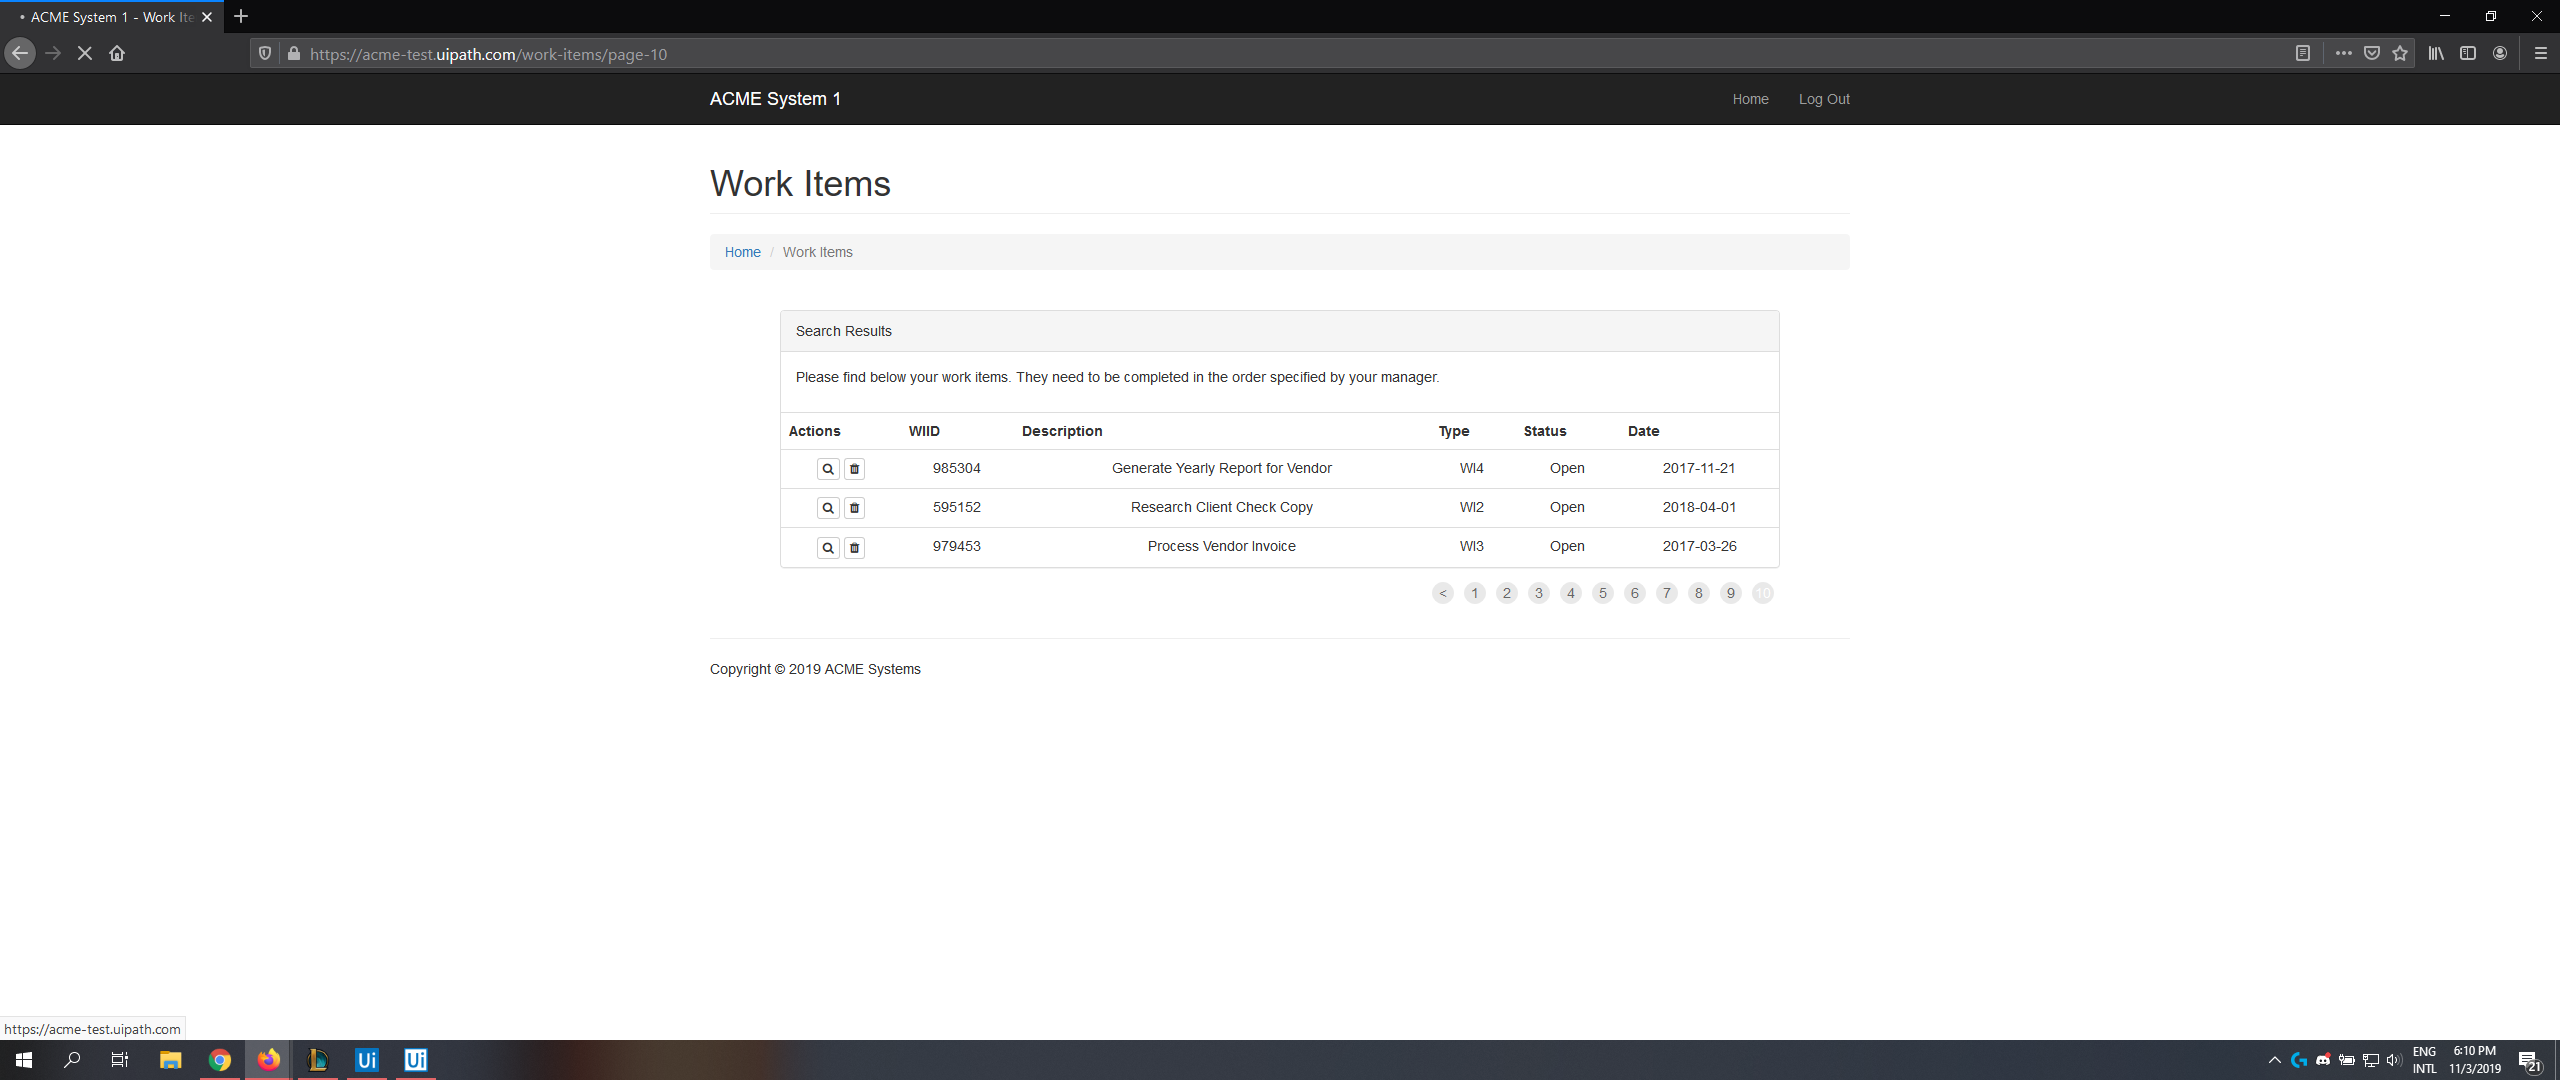 ACME System 1 - Work Ite
https://acme-test.uipath.com/work-items/page-10
ACME System 1
Home Log Out
Work Items
Home / Work Items
Search Results
Please find below your work items. They need to be completed in the order specified by your manager.
Actions WIID Description Type Status Date
985304 Generate Yearly Report for Vendor WI4 Open 2017-11-21
595152 Research Client Check Copy WI2 Open 2018-04-01
979453 Process Vendor Invoice WI3 Open 2017-03-26
< 1 2 3 4 5 6 7 8 9 10
Copyright © 2019 ACME Systems
https://acme-test.uipath.com
Ui Ui
ENG 6:10 PM
INTL 11/3/2019 21